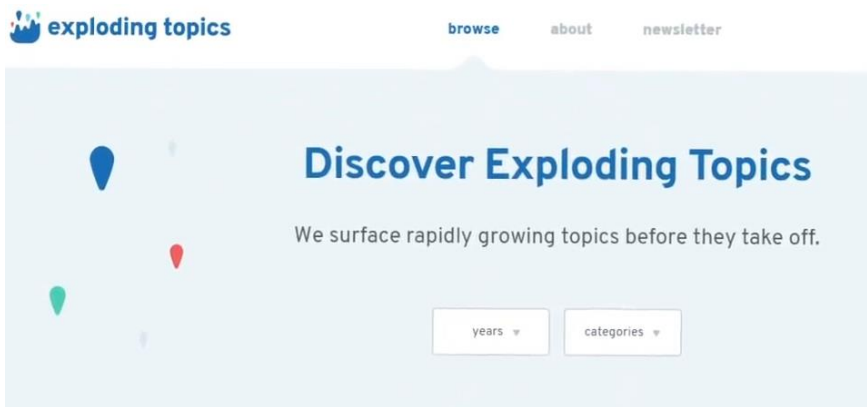 exploding topics browse about newsletter
Discover Exploding Topics
We surface rapidly growing topics before they take off.
years categories